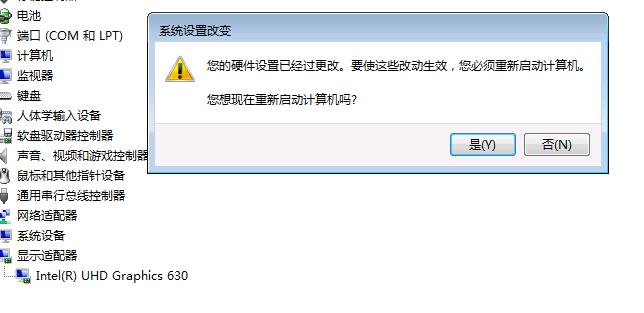 电池
端口 (COM 和 LPT)
计算机
监视器
键盘
人体学输入设备
软盘驱动器控制器
声音、视频和游戏控制器
鼠标和其他指针设备
通用串行总线控制器
网络适配器
系统设备
显示适配器
Intel(R) UHD Graphics 630
系统设置改变
您的硬件设置已经过更改。要使这些改动生效，您必须重新启动计算机。
您想现在重新启动计算机吗?
是(Y)
否(N)